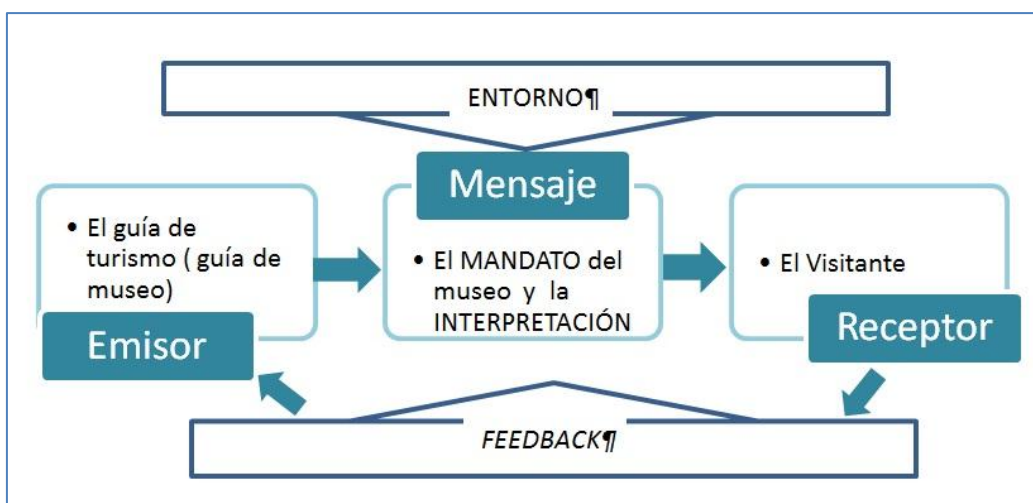 ENTORNO¶
Mensaje
• El guía de
turismo ( guía de
museo)
Emisor
• El MANDATO del
museo y la
INTERPRETACIÓN
• El Visitante
Receptor
FEEDBACK¶